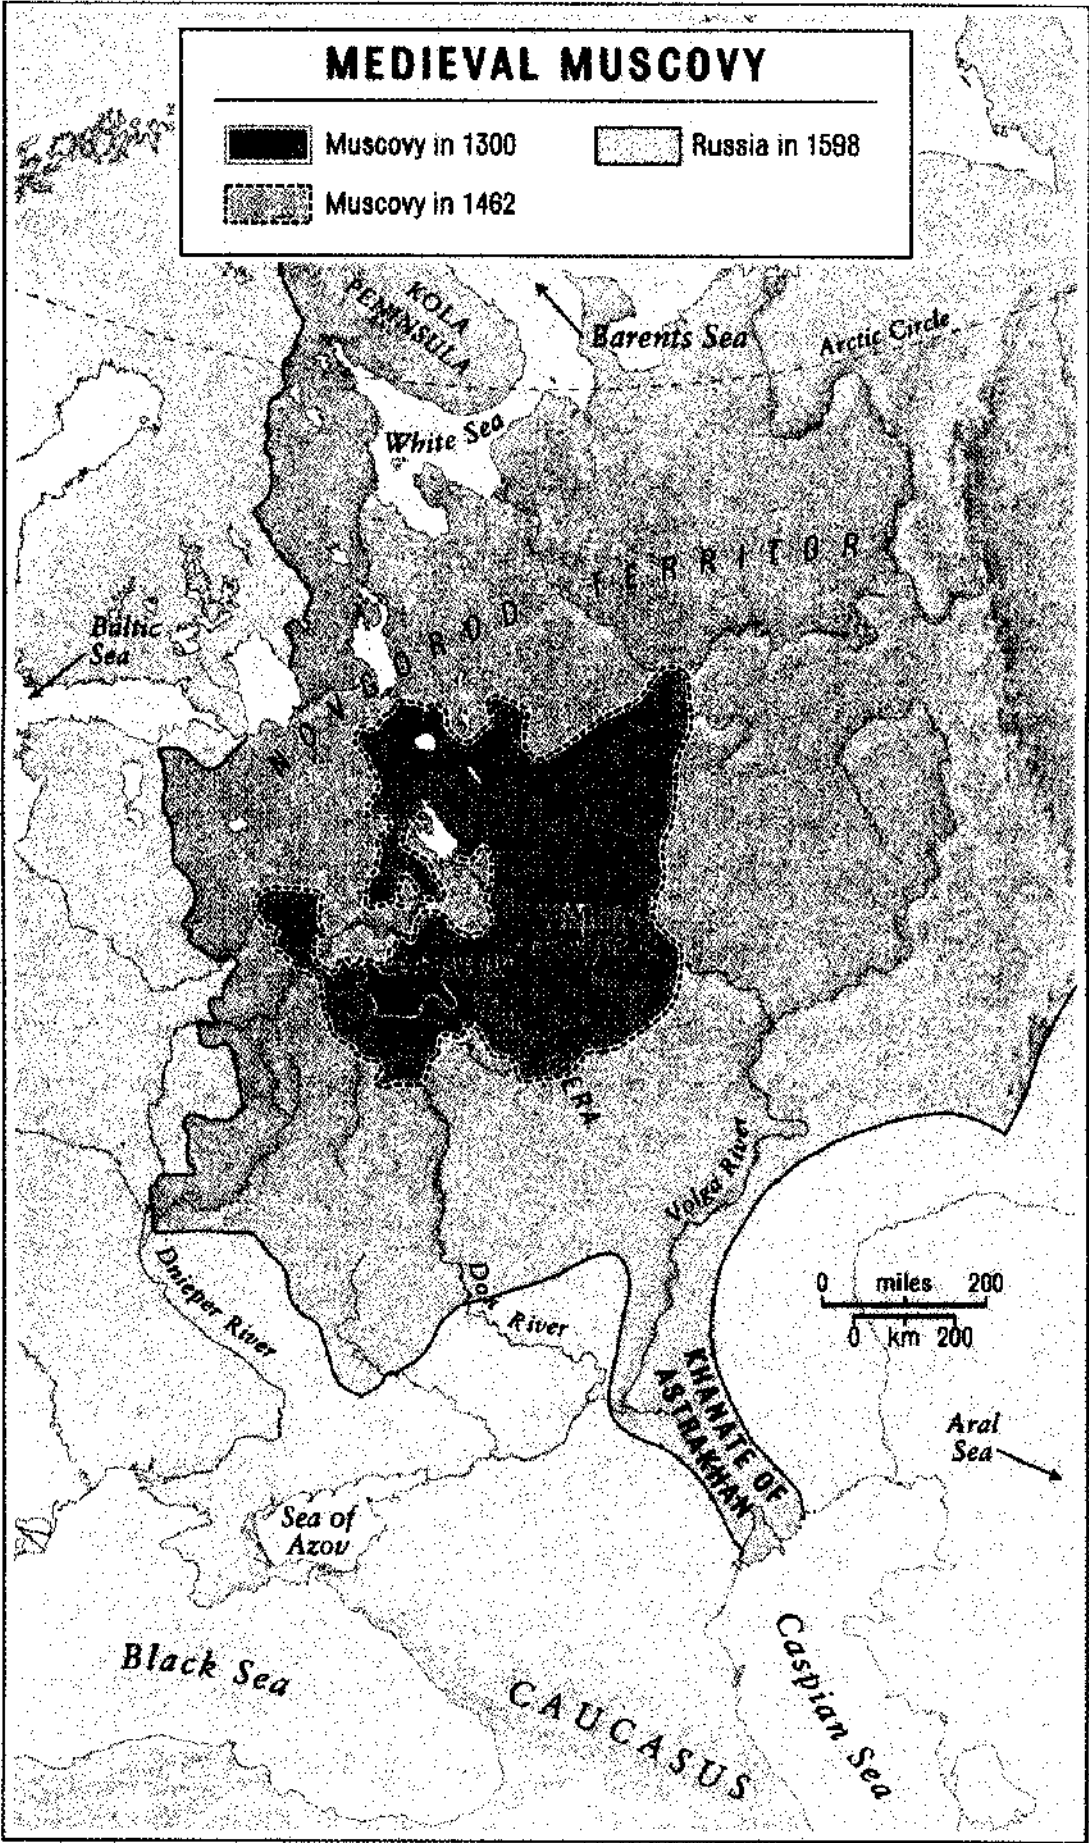 MEDIEVAL MUSCOVY
Muscovy in 1300
Russia in 1598
Muscovy in 1462
KOLA
PENINSULA
Barents Sea
Arctic Circle
White Sea
NOVGOROD TERRITOR
Baltic
Sea
ERA
Volga River
Dnieper River
Don River
0 miles 200
0 km 200
KHANATE OF
ASTRAKHAN
Aral
Sea
Sea of
Azov
Black Sea
CAUCASUS
Caspian Sea